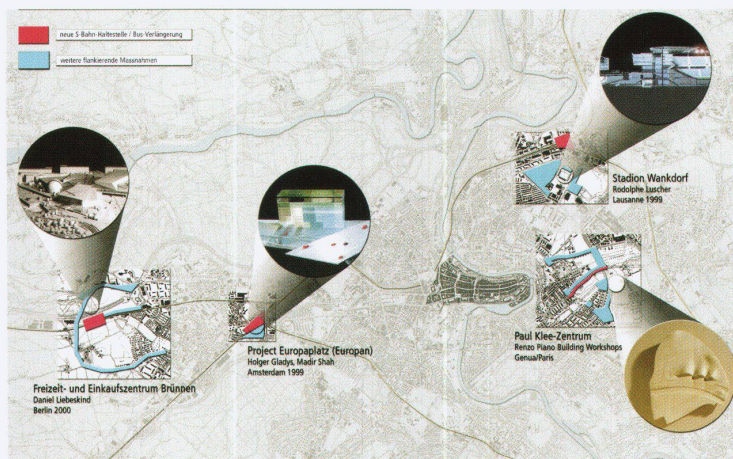 neue S-Bahn-Haltestelle / Bus-Verlängerung
weitere flankierende Massnahmen
Stadion Wankdorf
Rodolphe Luscher
Lausanne 1999
Project Europaplatz (Europan)
Holger Gladys, Madir Shah
Amsterdam 1999
Paul Klee-Zentrum
Renzo Piano Building Workshops
Genua/Paris
Freizeit- und Einkaufszentrum Brünnen
Daniel Liebeskind
Berlin 2000